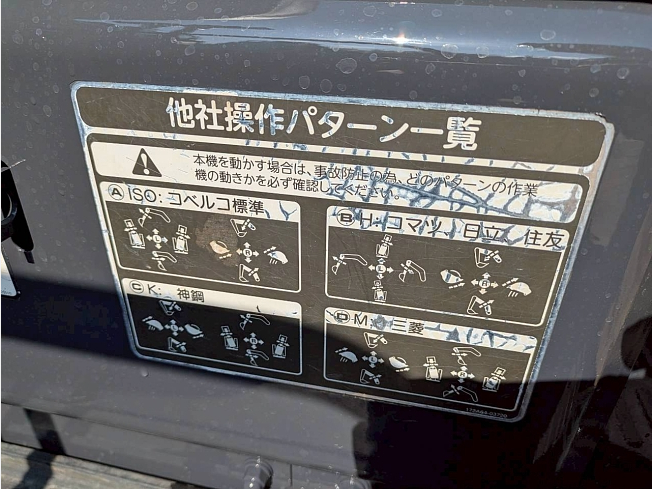 他社操作パターン一覧
本機を動かす場合は、事故防止の為、どのパターンの作業
機の動きかを必ず確認してください。
Ⓐ ISO: コベルコ標準
Ⓑ H: コマツ、日立、住友
Ⓒ K: 神鋼
Ⓓ M: 三菱